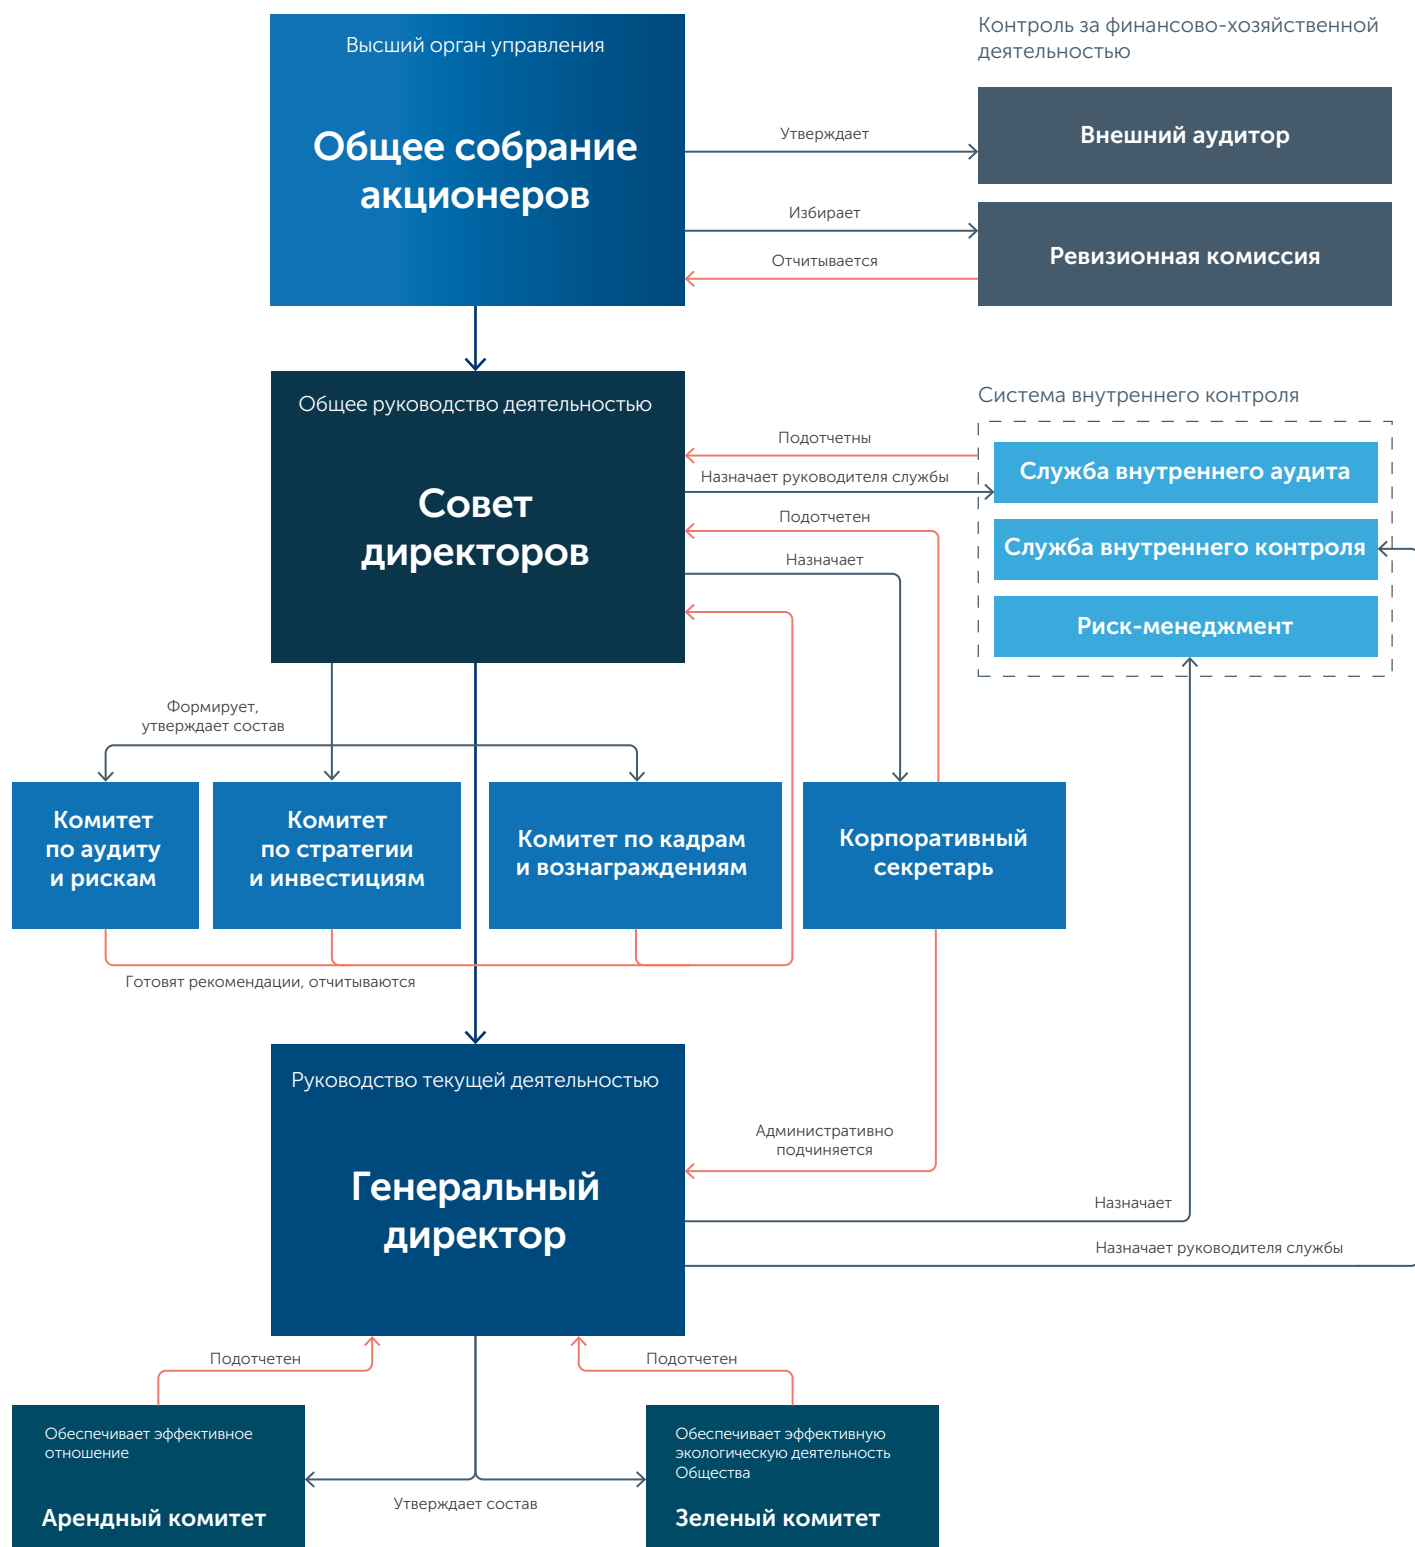 Высший орган управления
Общее собрание
акционеров
Контроль за финансово-хозяйственной
деятельностью
Утверждает
Внешний аудитор
Избирает
Отчитывается
Ревизионная комиссия
Общее руководство деятельностью
Совет
директоров
Система внутреннего контроля
Подотчетны
Назначает руководителя службы
Подотчетен
Назначает
Служба внутреннего аудита
Служба внутреннего контроля
Риск-менеджмент
Формирует,
утверждает состав
Комитет
по аудиту
и рискам
Комитет
по стратегии
и инвестициям
Комитет по кадрам
и вознаграждениям
Корпоративный
секретарь
Готовят рекомендации, отчитываются
Руководство текущей деятельностью
Генеральный
директор
Административно
подчиняется
Назначает
Назначает руководителя службы
Подотчетен
Подотчетен
Обеспечивает эффективное
отношение
Арендный комитет
Утверждает состав
Обеспечивает эффективную
экологическую деятельность
Общества
Зеленый комитет